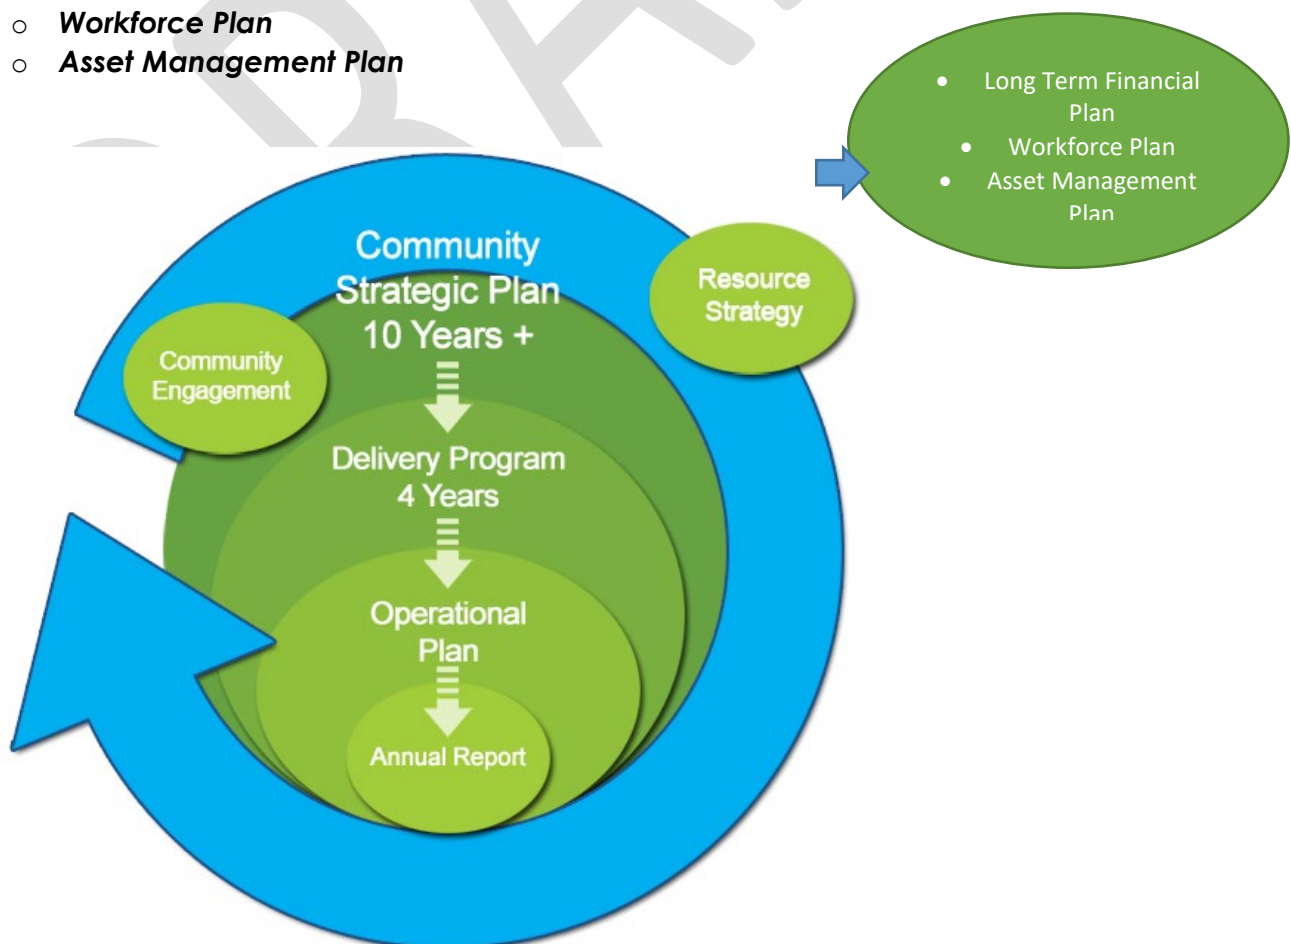 o Workforce Plan
o Asset Management Plan
• Long Term Financial
Plan
• Workforce Plan
• Asset Management
Plan
Community
Strategic Plan
10 Years +
Resource
Strategy
Community
Engagement
Delivery Program
4 Years
Operational
Plan
Annual Report